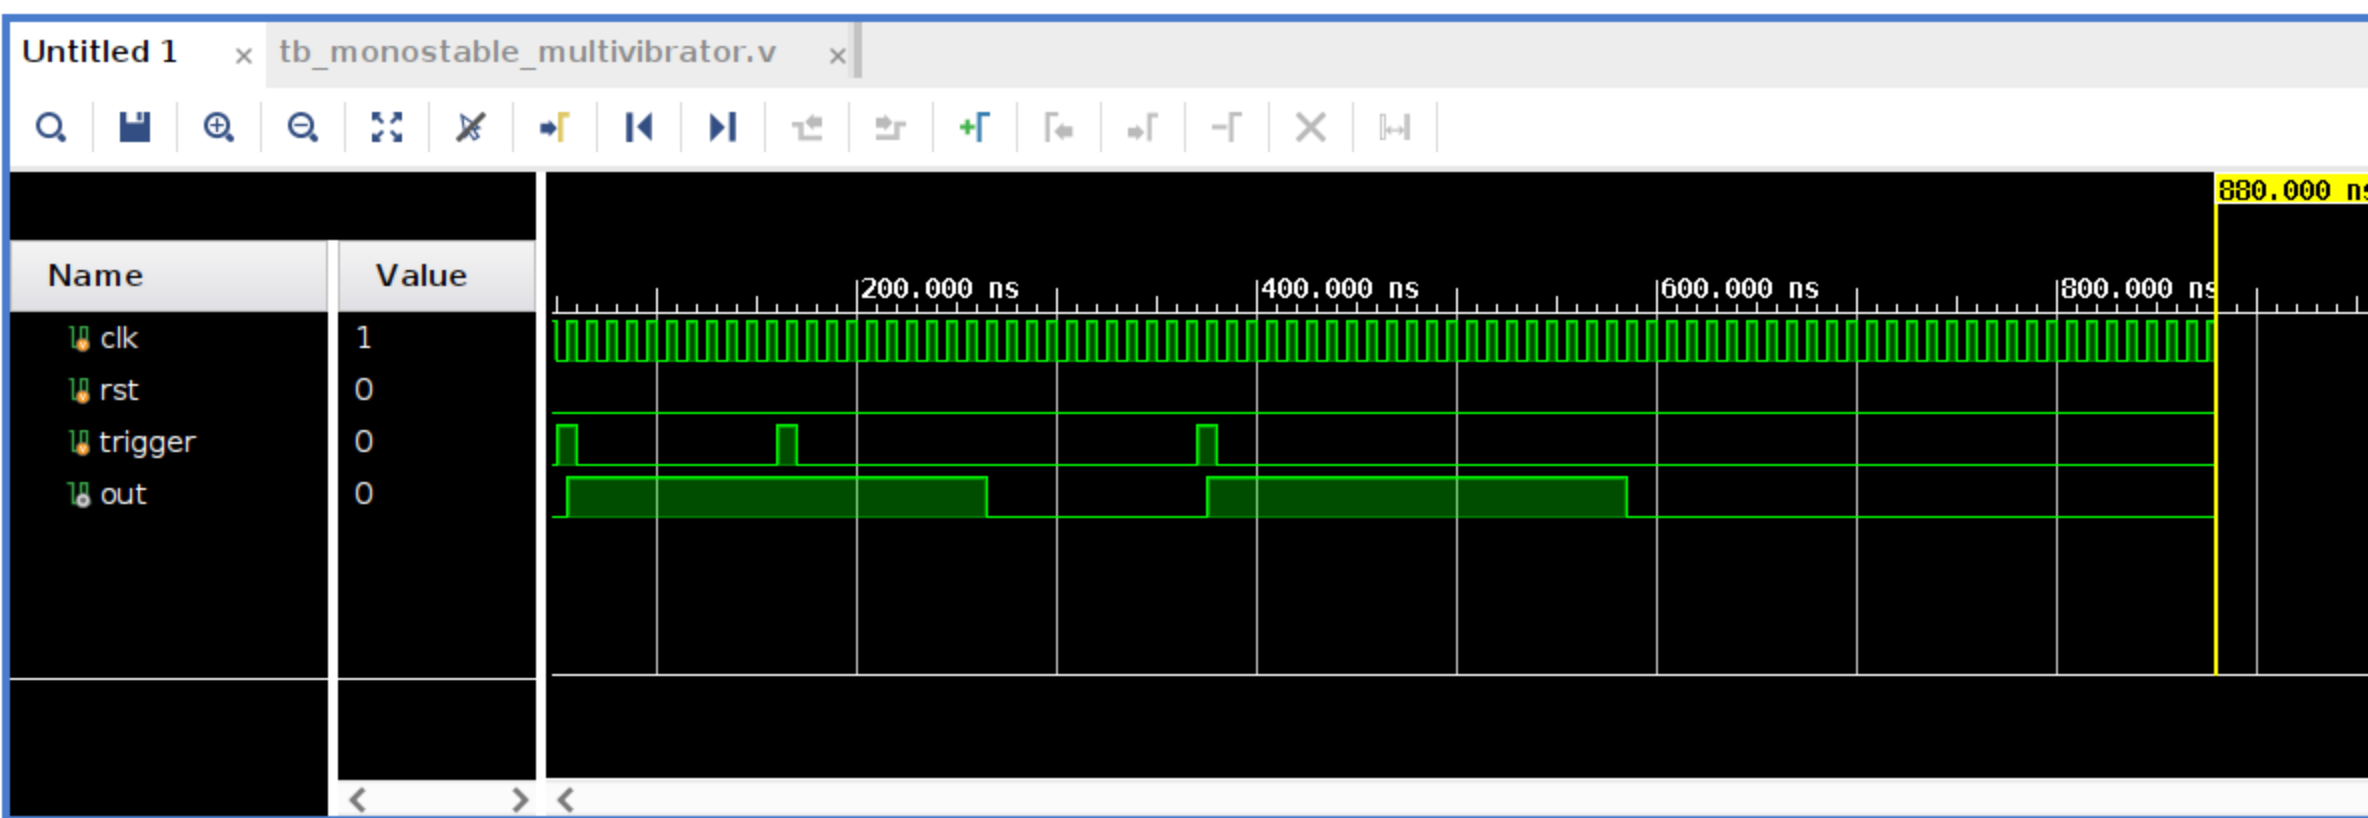 Untitled 1 × tb_monostable_multivibrator.v ×
880.000 ns
Name Value 200.000 ns 400.000 ns 600.000 ns 800.000 ns
clk 1
rst 0
trigger 0
out 0